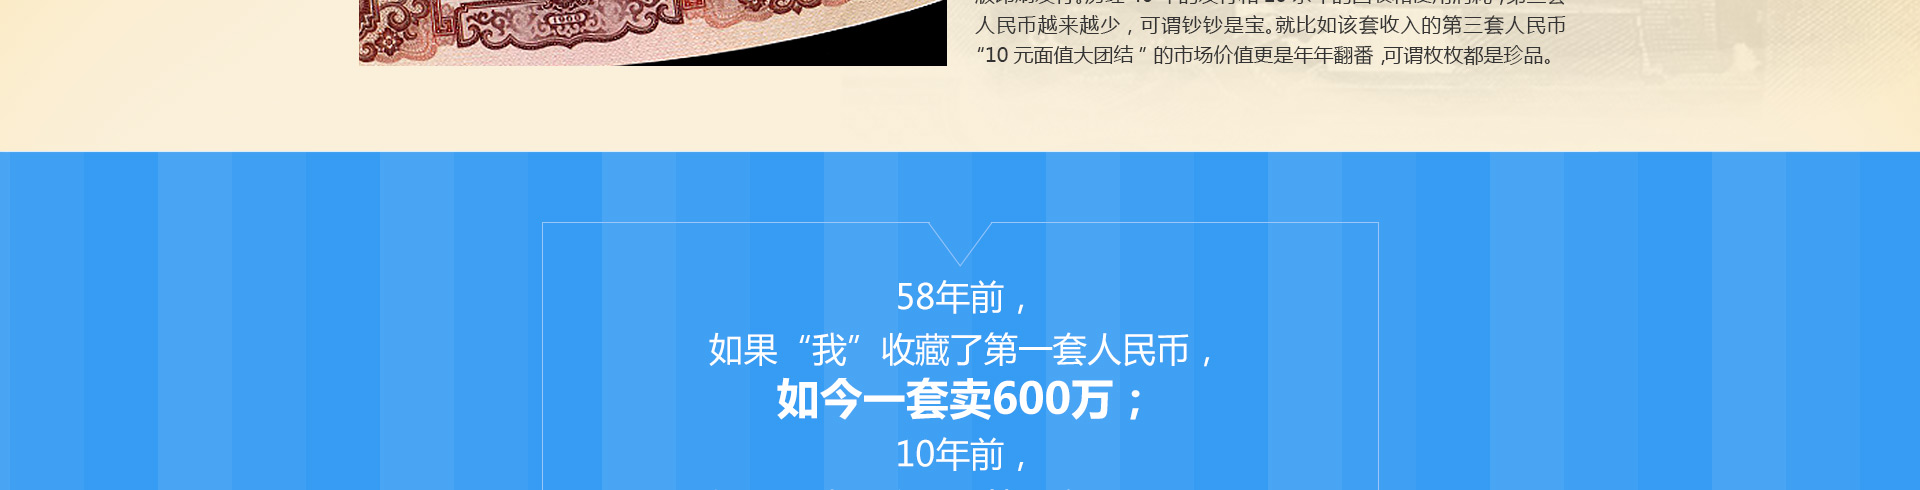 人民币越来越少，可谓钞钞是宝。就比如该套收入的第三套人民币
“10 元面值大团结 ” 的市场价值更是年年翻番 ,可谓枚枚都是珍品。
58年前，
如果“我”收藏了第一套人民币，
如今一套卖600万；
10年前，